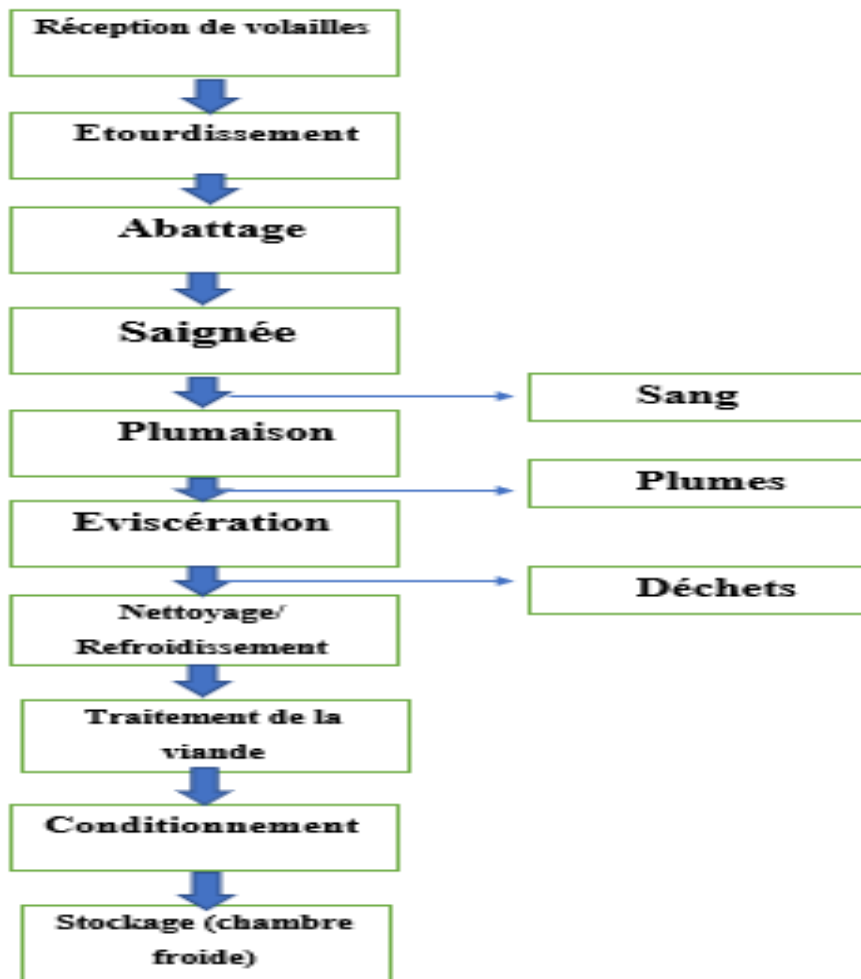 Réception de volailles
Etourdissement
Abattage
Saignée
Sang
Plumaison
Plumes
Eviscération
Déchets
Nettoyage/
Refroidissement
Traitement de la
viande
Conditionnement
Stockage (chambre
froide)